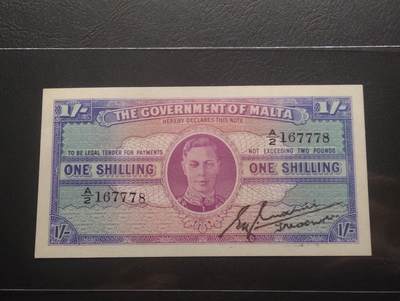 1/- THE GOVERNMENT OF MALTA 1/-
HEREBY DECLARES THIS NOTE
A/2 167778
TO BE LEGAL TENDER FOR PAYMENTS NOT EXCEEDING TWO POUNDS
ONE SHILLING ONE SHILLING
A/2 167778
Treasurer
1/- 1/-